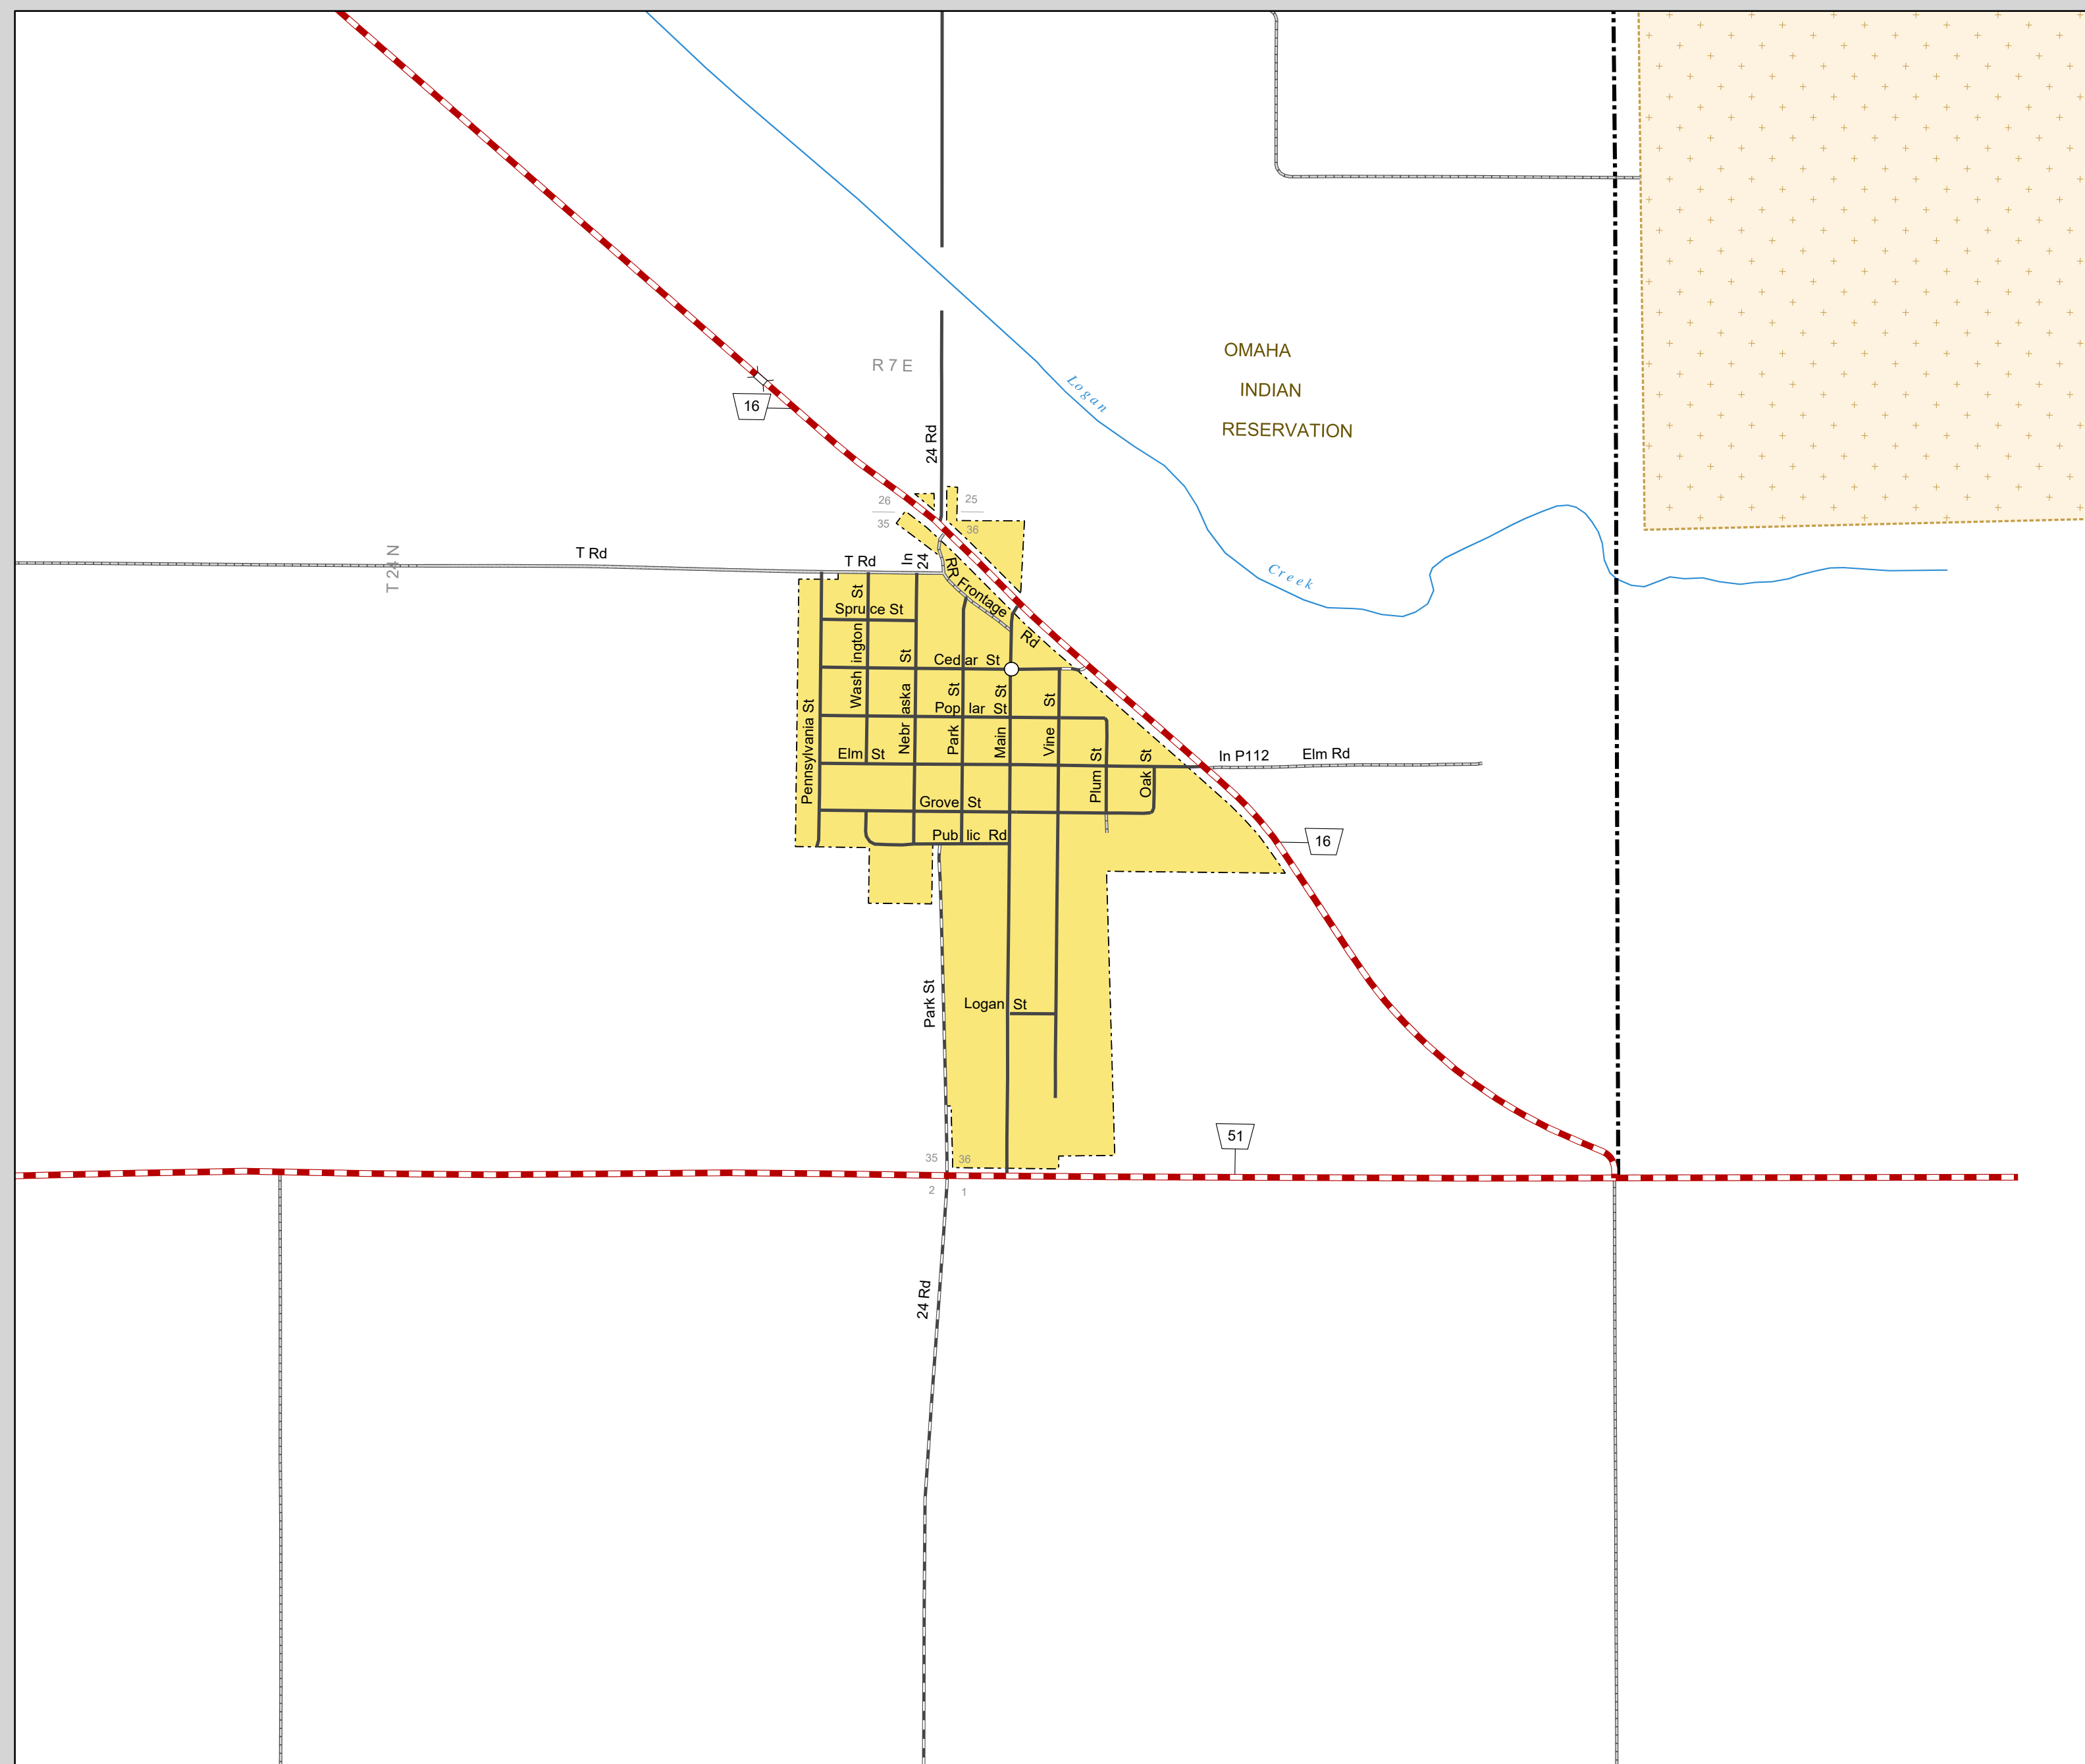 OMAHA
INDIAN
RESERVATION
R 7 E
Logan
16
24 Rd
26
25
35
36
T 24 N
T Rd
T Rd
In
24
RR Frontage Rd
Creek
Spruce St
Washington St
Nebraska St
Cedar St
Park St
Main St
Vine St
Poplar St
Pennsylvania St
Elm St
Plum St
Oak St
In P112
Elm Rd
Grove St
Public Rd
16
Park St
Logan St
51
35
36
2
1
24 Rd